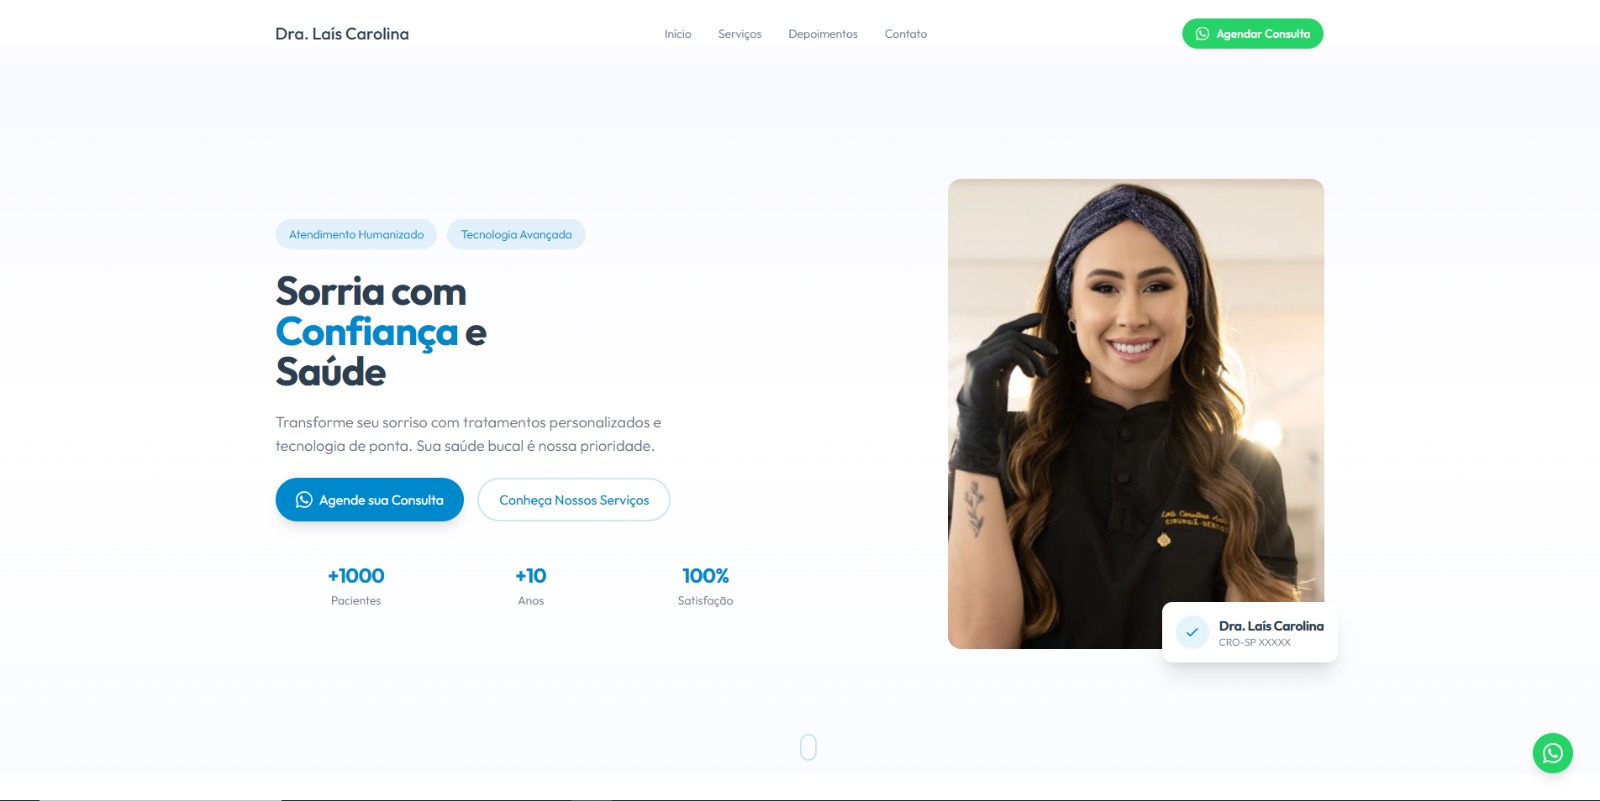 Dra. Laís Carolina
Início
Serviços
Depoimentos
Contato
Agendar Consulta
Atendimento Humanizado
Tecnologia Avançada
Sorria com
Confiança e
Saúde
Transforme seu sorriso com tratamentos personalizados e
tecnologia de ponta. Sua saúde bucal é nossa prioridade.
Agende sua Consulta
Conheça Nossos Serviços
+1000
Pacientes
+10
Anos
100%
Satisfação
Laís Carolina
Dra. Laís Carolina
CRO-SP XXXXX